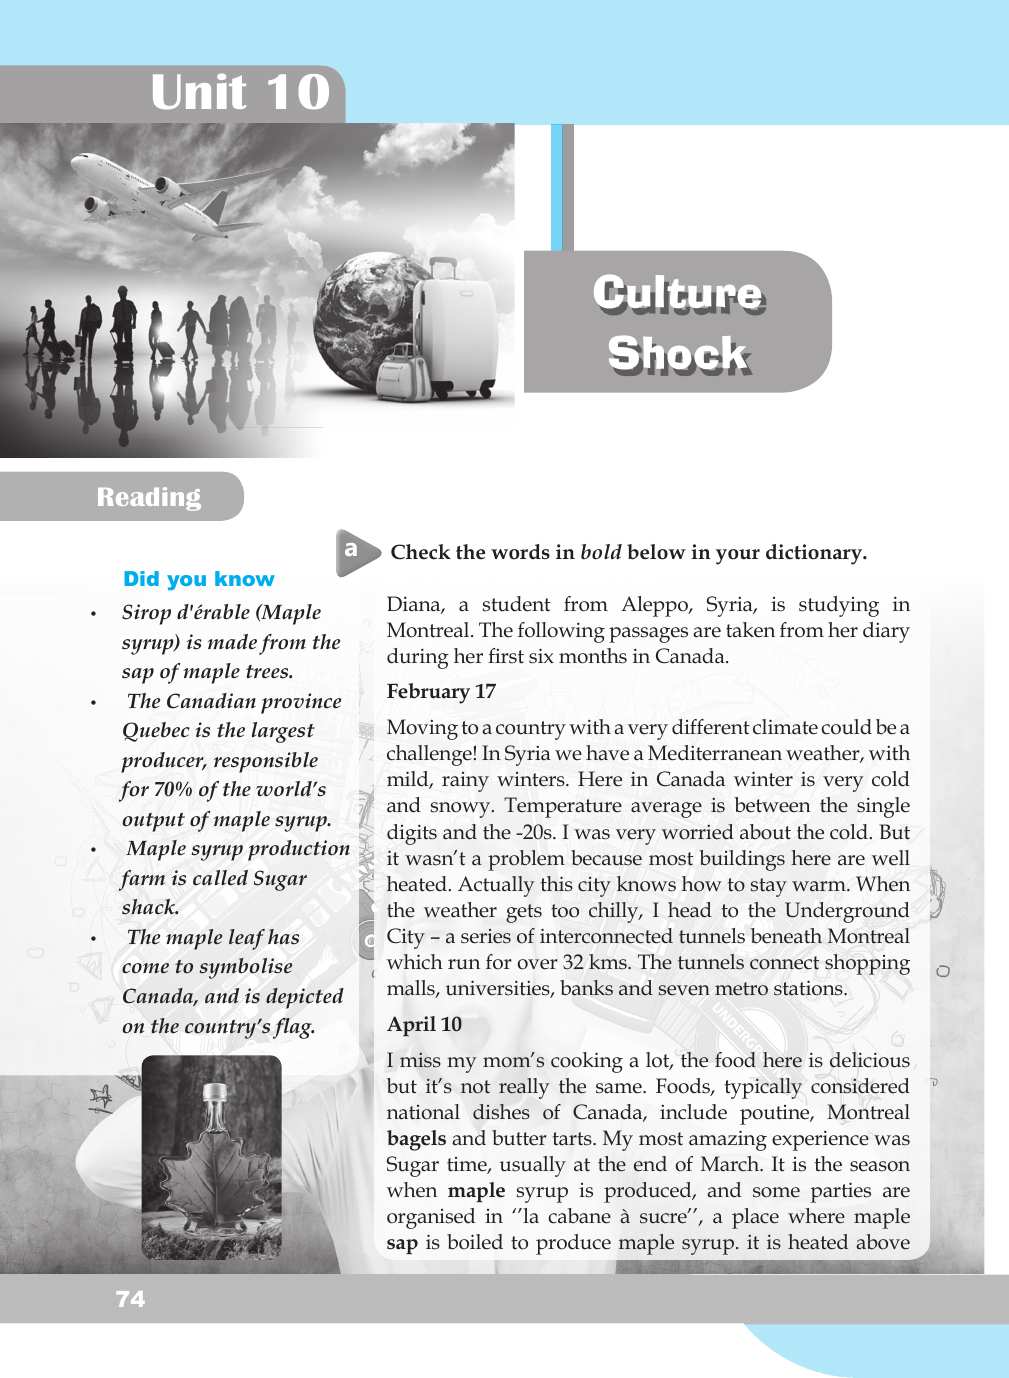 Unit 10
Culture
Shock
Reading
a
Check the words in bold below in your dictionary.
Did you know
• Sirop d'érable (Maple
syrup) is made from the
sap of maple trees.
• The Canadian province
Quebec is the largest
producer, responsible
for 70% of the world’s
output of maple syrup.
• Maple syrup production
farm is called Sugar
shack.
• The maple leaf has
come to symbolise
Canada, and is depicted
on the country’s flag.
Diana, a student from Aleppo, Syria, is studying in
Montreal. The following passages are taken from her diary
during her first six months in Canada.
February 17
Moving to a country with a very different climate could be a
challenge! In Syria we have a Mediterranean weather, with
mild, rainy winters. Here in Canada winter is very cold
and snowy. Temperature average is between the single
digits and the -20s. I was very worried about the cold. But
it wasn’t a problem because most buildings here are well
heated. Actually this city knows how to stay warm. When
the weather gets too chilly, I head to the Underground
City – a series of interconnected tunnels beneath Montreal
which run for over 32 kms. The tunnels connect shopping
malls, universities, banks and seven metro stations.
April 10
I miss my mom’s cooking a lot, the food here is delicious
but it’s not really the same. Foods, typically considered
national dishes of Canada, include poutine, Montreal
bagels and butter tarts. My most amazing experience was
Sugar time, usually at the end of March. It is the season
when maple syrup is produced, and some parties are
organised in ‘’la cabane à sucre’’, a place where maple
sap is boiled to produce maple syrup. it is heated above
74